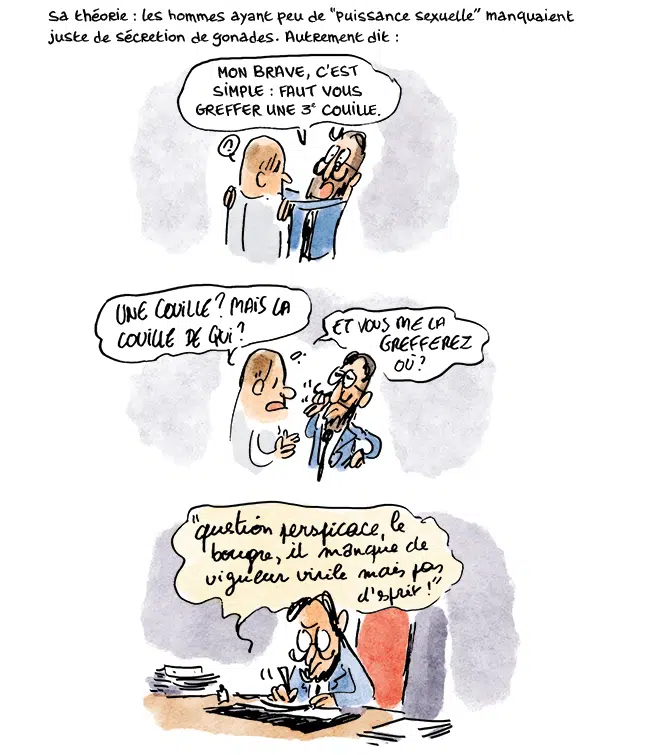 Sa théorie : les hommes ayant peu de "puissance sexuelle" manquaient
juste de sécretion de gonades. Autrement dit :
MON BRAVE, C'EST
SIMPLE : FAUT VOUS
GREFFER UNE 3e COUILLE.
?
UNE COUILLE? MAIS LA
COUILLE DE QUI?
ET VOUS ME LA
GREFFEREZ
OÙ?
?
"question perspicace, le
bougre, il manque de
vigueur virile mais pas
d'esprit !"